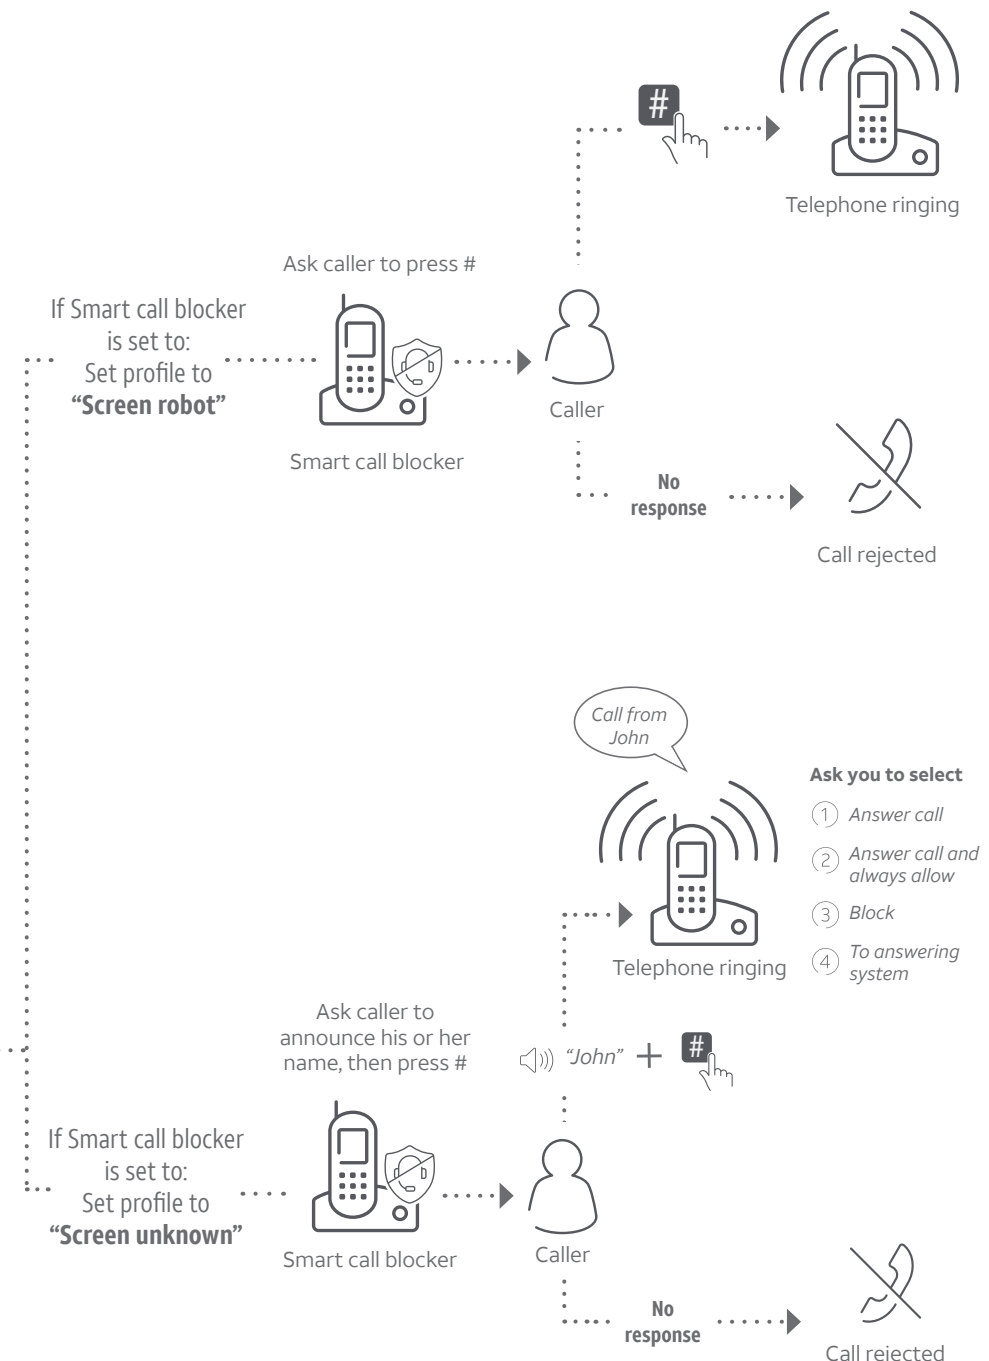 #
Telephone ringing
Ask caller to press #
If Smart call blocker
is set to:
Set profile to
“Screen robot”
Smart call blocker
Caller
No
response
Call rejected
Call from
John
Ask you to select
1 Answer call
2 Answer call and
always allow
3 Block
4 To answering
system
Telephone ringing
Ask caller to
announce his or her
name, then press #
“John” + #
If Smart call blocker
is set to:
Set profile to
“Screen unknown”
Smart call blocker
Caller
No
response
Call rejected